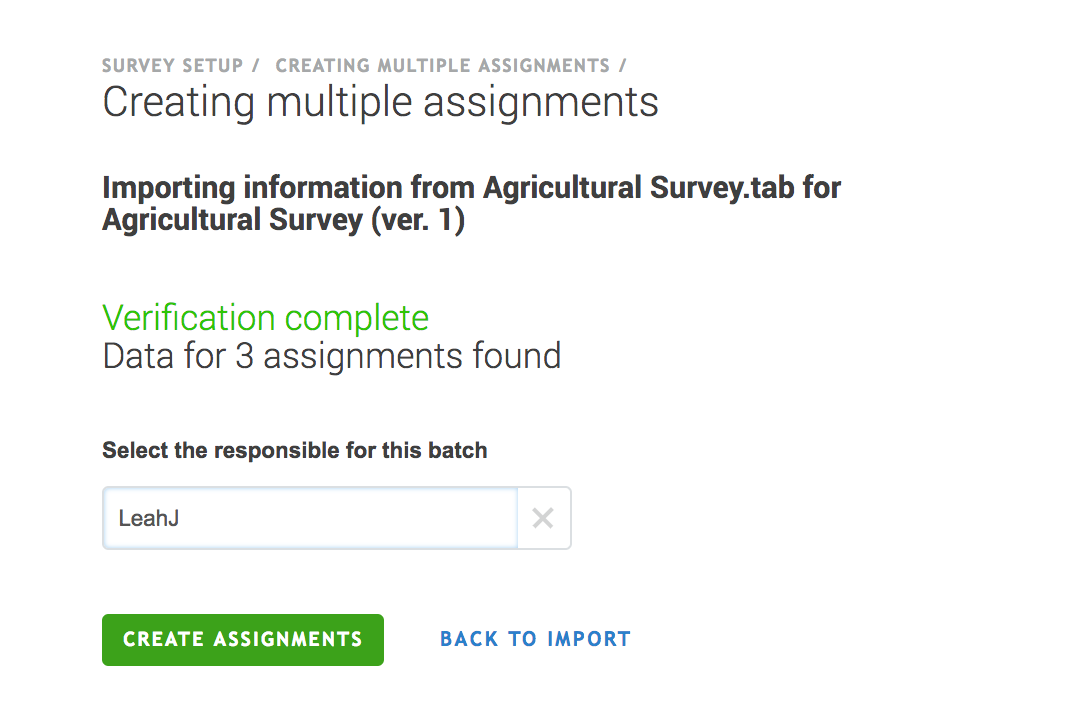 SURVEY SETUP / CREATING MULTIPLE ASSIGNMENTS /
Creating multiple assignments
Importing information from Agricultural Survey.tab for
Agricultural Survey (ver. 1)
Verification complete
Data for 3 assignments found
Select the responsible for this batch
LeahJ
CREATE ASSIGNMENTS BACK TO IMPORT